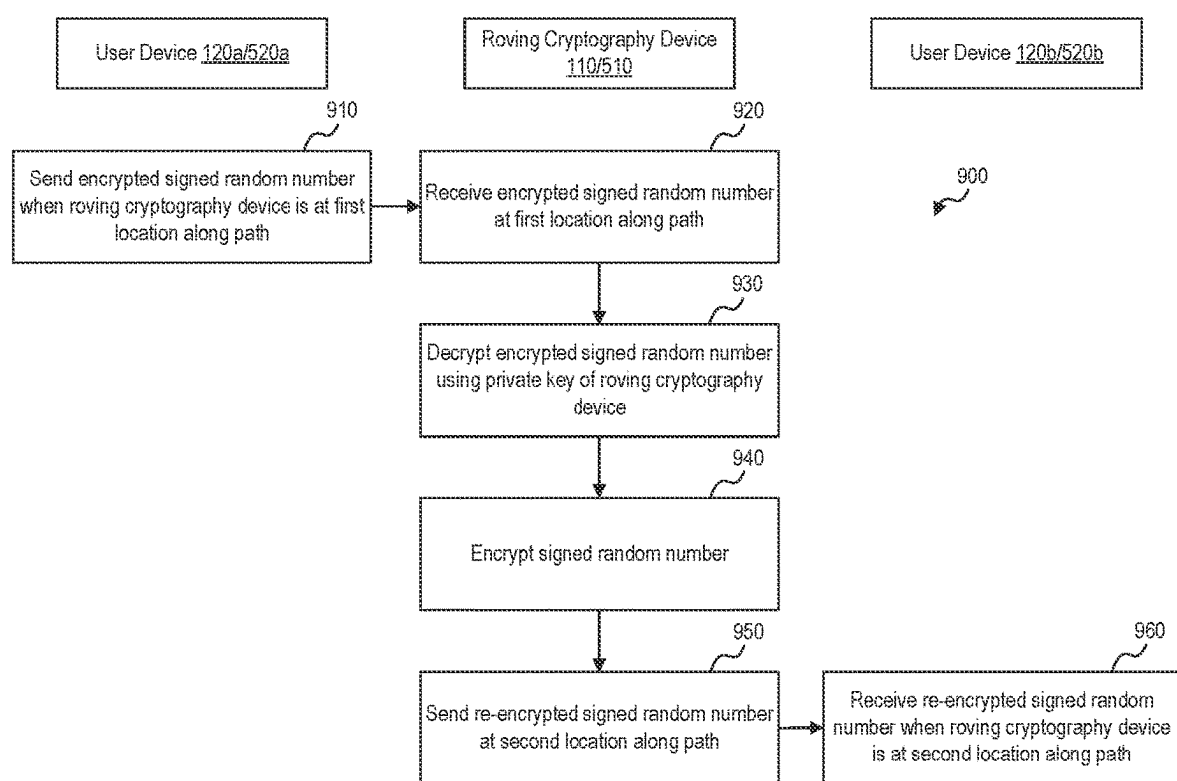 User Device 120a/520a
Roving Cryptography Device
110/510
User Device 120b/520b
910
Send encrypted signed random number
when roving cryptography device is at first
location along path
920
Receive encrypted signed random number
at first location along path
900
930
Decrypt encrypted signed random number
using private key of roving cryptography
device
940
Encrypt signed random number
950
Send re-encrypted signed random number
at second location along path
960
Receive re-encrypted signed random
number when roving cryptography device
is at second location along path